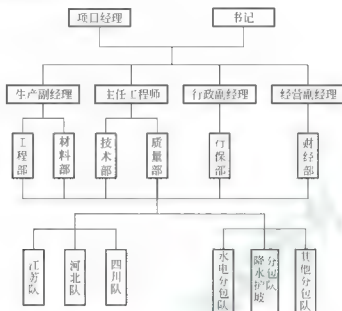 项目经理
书记
生产副经理
主任工程师
行政副经理
经营副经理
工程部
材料部
技术部
质量部
行保部
财经部
江苏队
河北队
四川队
水电分包队
降水护坡分包队
其他分包队